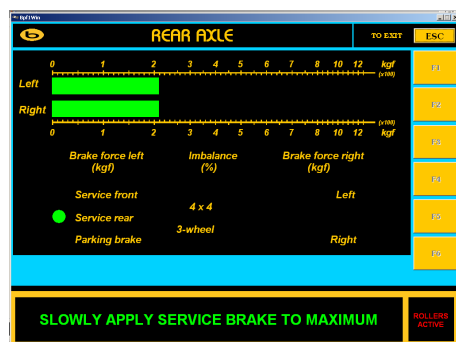 Bpf1Win
REAR AXLE
TO EXIT
ESC
0 1 2 3 4 5 6 7 8 10 12 kgf
(x100)
Left
Right
(x100)
0 1 2 3 4 5 6 7 8 10 12 kgf
Brake force left Imbalance Brake force right
(kgf) (%) (kgf)
Service front Left
4 x 4
Service rear
3-wheel
Parking brake Right
F1
F2
F3
F4
F5
F6
SLOWLY APPLY SERVICE BRAKE TO MAXIMUM
ROLLERS
ACTIVE